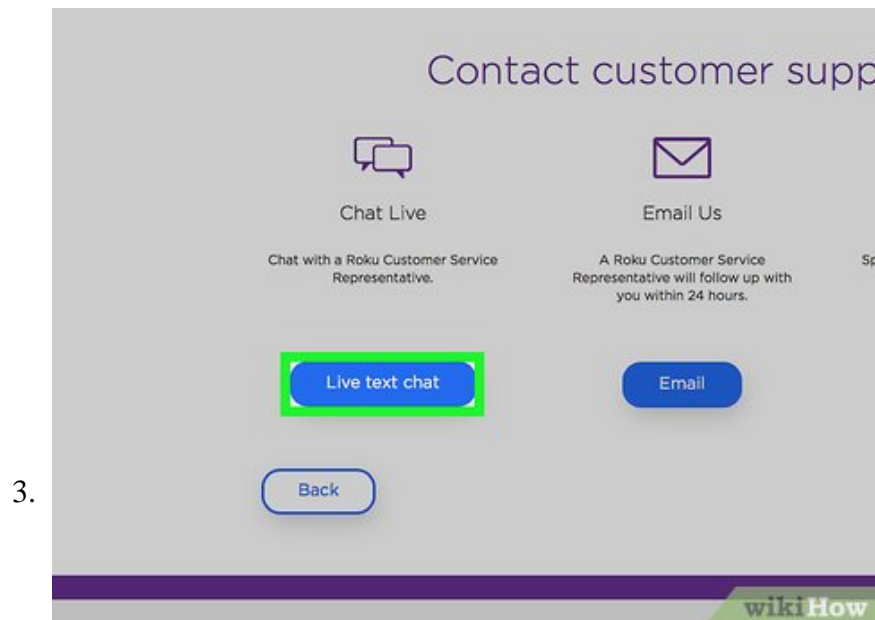 Contact customer supp
Chat Live
Email Us
Chat with a Roku Customer Service
Representative.
A Roku Customer Service
Representative will follow up with
you within 24 hours.
Sp
Live text chat
Email
3.
Back
wikiHow